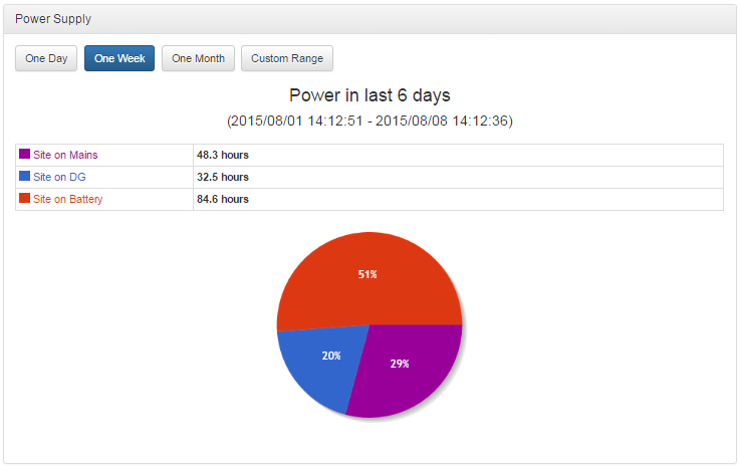 Power Supply
One Day One Week One Month Custom Range
Power in last 6 days
(2015/08/01 14:12:51 - 2015/08/08 14:12:36)
Site on Mains 48.3 hours
Site on DG 32.5 hours
Site on Battery 84.6 hours
51%
20%
29%